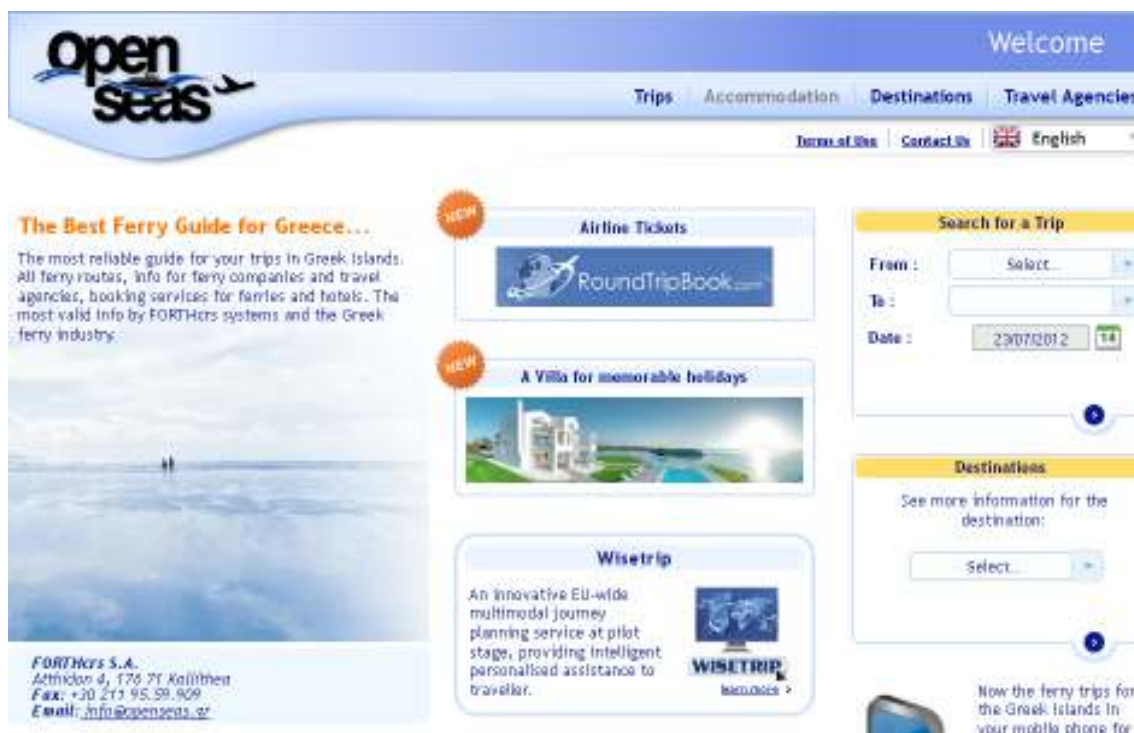 open
seas
Welcome
Trips
Accommodation
Destinations
Travel Agencies
Terms of Use
Contact Us
English
The Best Ferry Guide for Greece...
The most reliable guide for your trips in Greek Islands.
All ferry routes, info for ferry companies and travel
agencies, booking services for ferries and hotels. The
most valid info by FORTHcrs systems and the Greek
ferry industry.
FORTHcrs S.A.
Atthidon 4, 176 71 Kallithea
Fax: +30 211 95.59.909
Email: info@openseas.gr
NEW
Airline Tickets
RoundTripBook.com
NEW
A Villa for memorable holidays
Wisetrip
An innovative EU-wide
multimodal journey
planning service at pilot
stage, providing intelligent
personalised assistance to
traveller.
WISETRIP
learn more >
Search for a Trip
From :
Select...
To :
Date :
23/07/2012
14
Destinations
See more information for the
destination:
Select...
Now the ferry trips for
the Greek Islands in
your mobile phone for